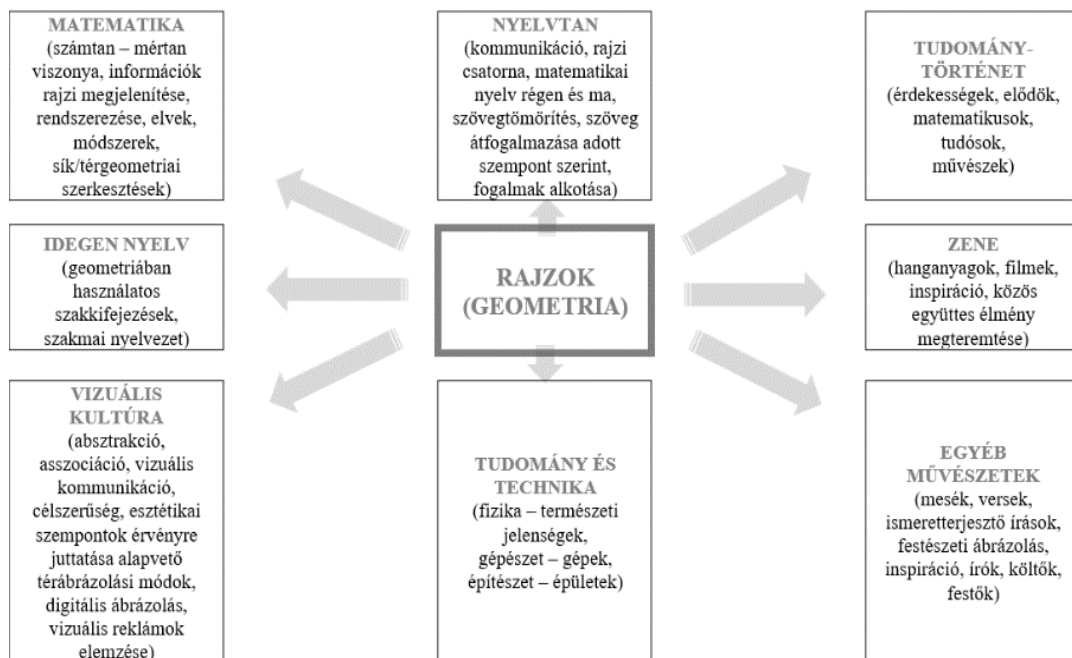 MATEMATIKA
(számtan – mértan
viszonya, információk
rajzi megjelenítése,
rendszerezése, elvek,
módszerek,
sík/térgeometriai
szerkesztések)
NYELVTAN
(kommunikáció, rajzi
csatorna, matematikai
nyelv régen és ma,
szövegtömörítés, szöveg
átfogalmazása adott
szempont szerint,
fogalmak alkotása)
TUDOMÁNY-
TÖRTÉNET
(érdekességek, elődök,
matematikusok,
tudósok,
művészek)
IDEGEN NYELV
(geometriában
használatos
szakkifejezések,
szakmai nyelvezet)
RAJZOK
(GEOMETRIA)
ZENE
(hanganyagok, filmek,
inspiráció, közös
együttes élmény
megteremtése)
VIZUÁLIS
KULTÚRA
(absztrakció,
asszociáció, vizuális
kommunikáció,
célszerűség, esztétikai
szempontok érvényre
juttatása alapvető
térábrázolási módok,
digitális ábrázolás,
vizuális reklámok
elemzése)
TUDOMÁNY ÉS
TECHNIKA
(fizika – természeti
jelenségek,
gépészet – gépek,
építészet – épületek)
EGYÉB
MŰVÉSZETEK
(mesék, versek,
ismeretterjesztő írások,
festészeti ábrázolás,
inspiráció, írók, költők,
festők)